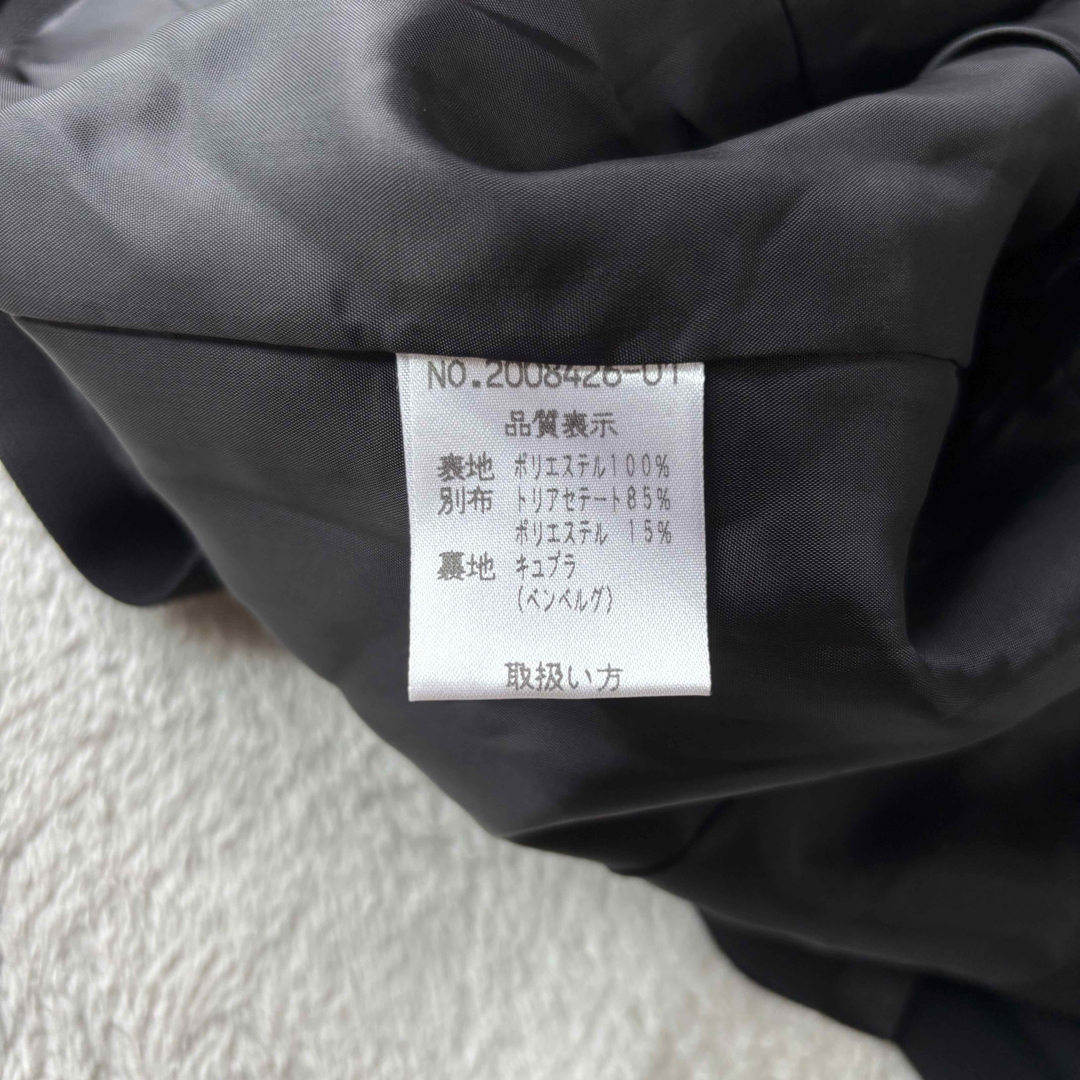 NO.2008426-01
品質表示
表地 ポリエステル100%
別布 トリアセテート85%
ポリエステル 15%
裏地 キュプラ
(ベンベルグ)
取扱い方